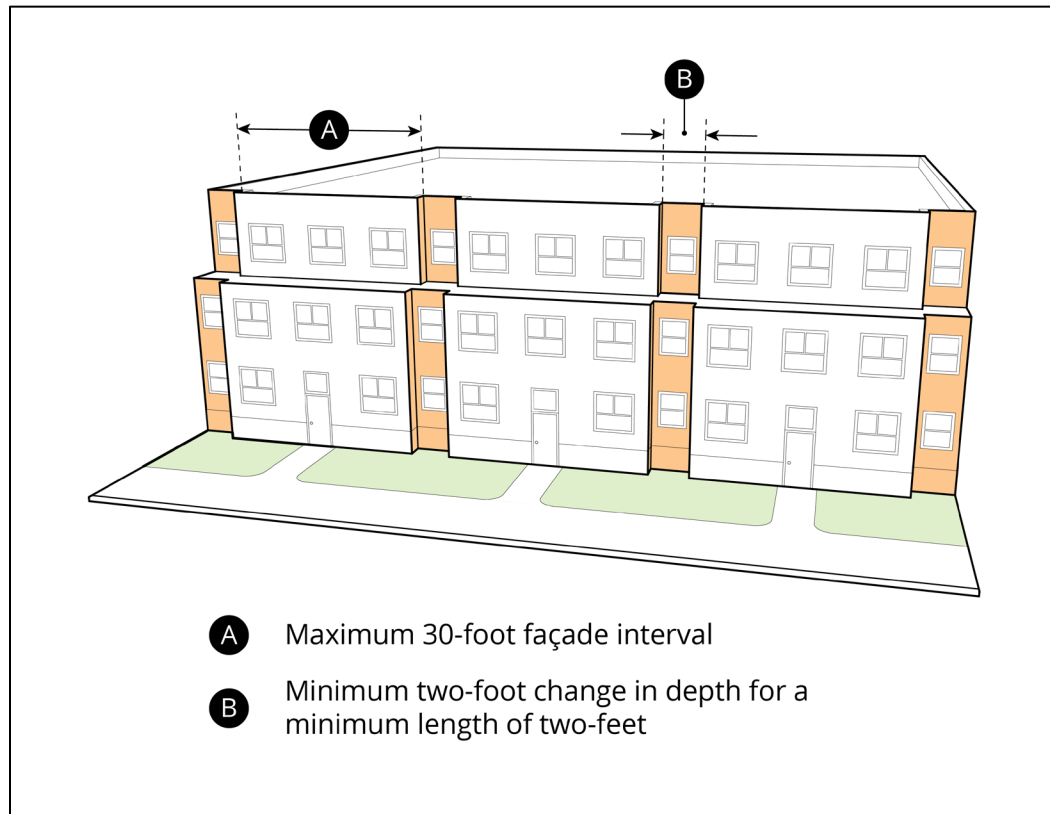 B
A
A Maximum 30-foot façade interval
B Minimum two-foot change in depth for a
minimum length of two-feet